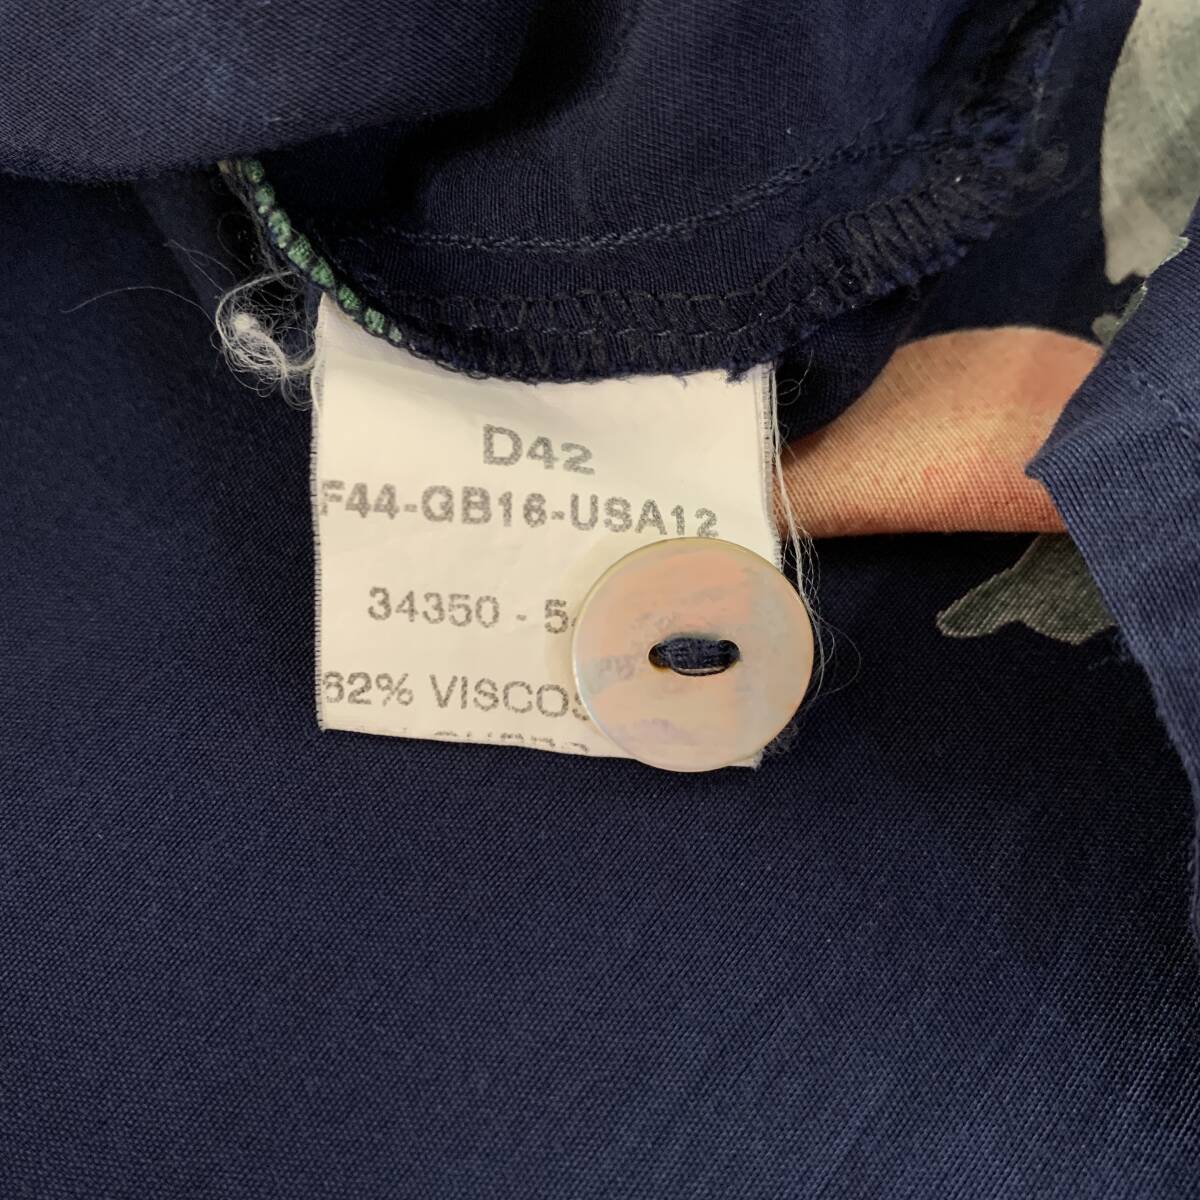 D42
F44-GB16-USA12
34350 - 5
62% VISCOS